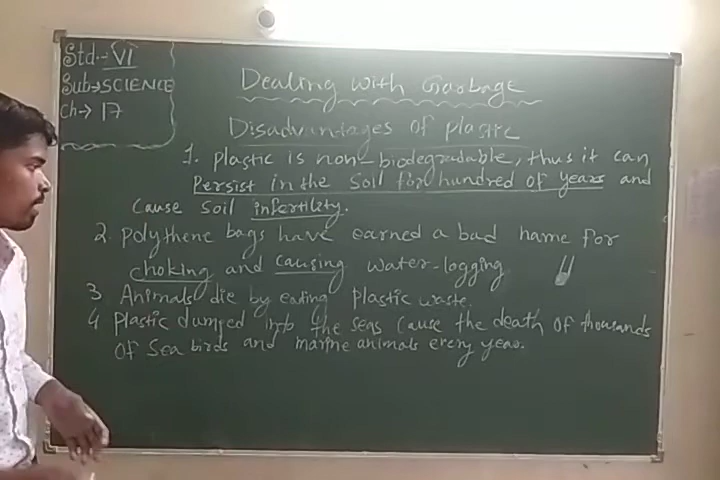 Std:- VI
Sub→SCIENCE
Ch→ 17
Dealing with Garbage
Disadvantages of plastic
1. Plastic is non-biodegradable, thus it can
Persist in the soil for hundred of years and
cause soil infertility.
2. Polythene bags have earned a bad name for
choking and causing water-logging
3 Animals die by eating plastic waste.
4 Plastic dumped into the seas cause the death of thousands
of sea birds and marine animals every year.